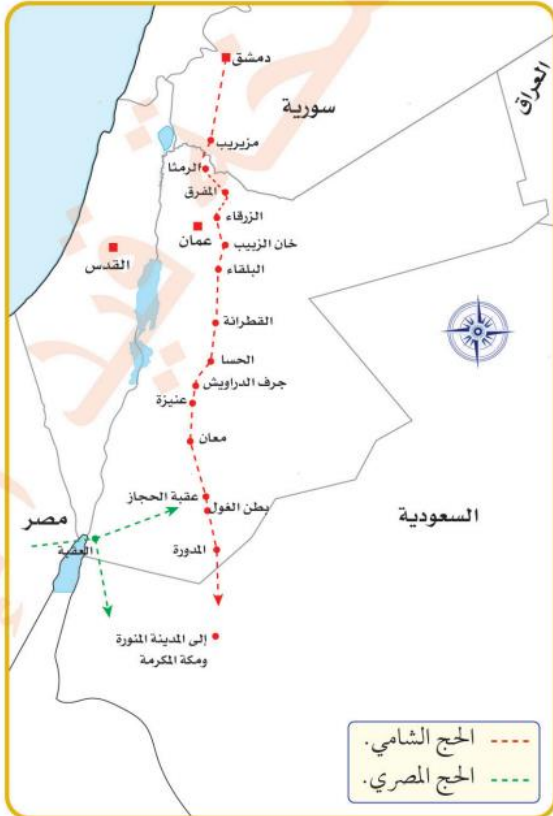 دمشق
العراق
سورية
مزيريب
الرمثا
المفرق
الزرقاء
عمان
خان الزبيب
القدس
البلقاء
القطرانة
الحسا
جرف الدراويش
عنيزة
معان
عقبة الحجاز
بطن الغول
مصر
السعودية
العقبة
المدورة
إلى المدينة المنورة
ومكة المكرمة
الحج الشامي.
الحج المصري.